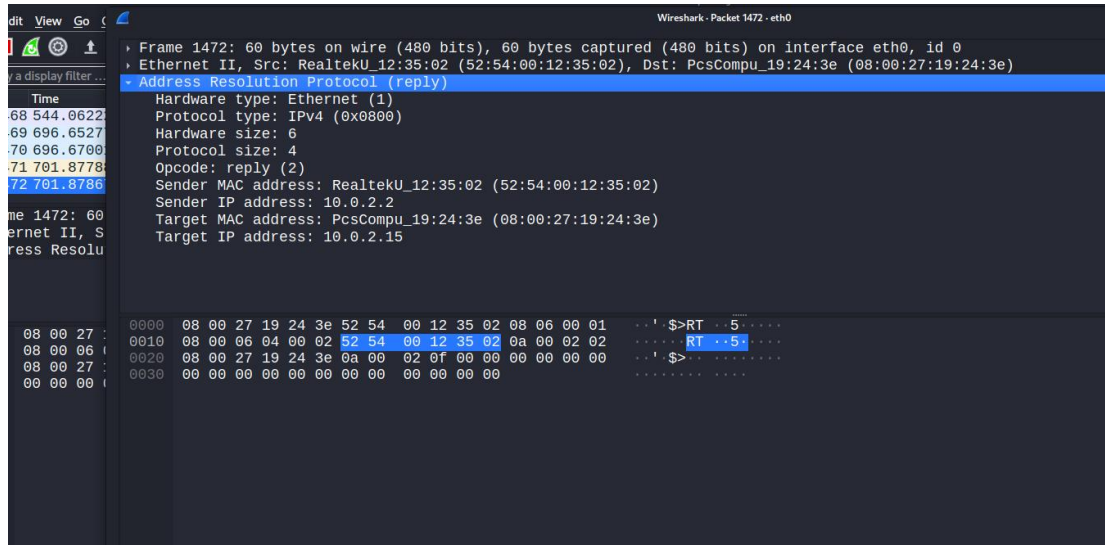 dit View Go
Wireshark · Packet 1472 · eth0
y a display filter ...
Time
68 544.0622
69 696.6527
70 696.6700
71 701.8778
72 701.8786
me 1472: 60
ernet II, S
ress Resolu
08 00 27
08 00 06
08 00 27
00 00 00
Frame 1472: 60 bytes on wire (480 bits), 60 bytes captured (480 bits) on interface eth0, id 0
Ethernet II, Src: RealtekU_12:35:02 (52:54:00:12:35:02), Dst: PcsCompu_19:24:3e (08:00:27:19:24:3e)
Address Resolution Protocol (reply)
Hardware type: Ethernet (1)
Protocol type: IPv4 (0x0800)
Hardware size: 6
Protocol size: 4
Opcode: reply (2)
Sender MAC address: RealtekU_12:35:02 (52:54:00:12:35:02)
Sender IP address: 10.0.2.2
Target MAC address: PcsCompu_19:24:3e (08:00:27:19:24:3e)
Target IP address: 10.0.2.15
0000 08 00 27 19 24 3e 52 54 00 12 35 02 08 06 00 01 ··'·$>RT ··5·····
0010 08 00 06 04 00 02 52 54 00 12 35 02 0a 00 02 02 ······RT ··5·····
0020 08 00 27 19 24 3e 0a 00 02 0f 00 00 00 00 00 00 ··'·$>·· ········
0030 00 00 00 00 00 00 00 00 00 00 00 00 ········ ····